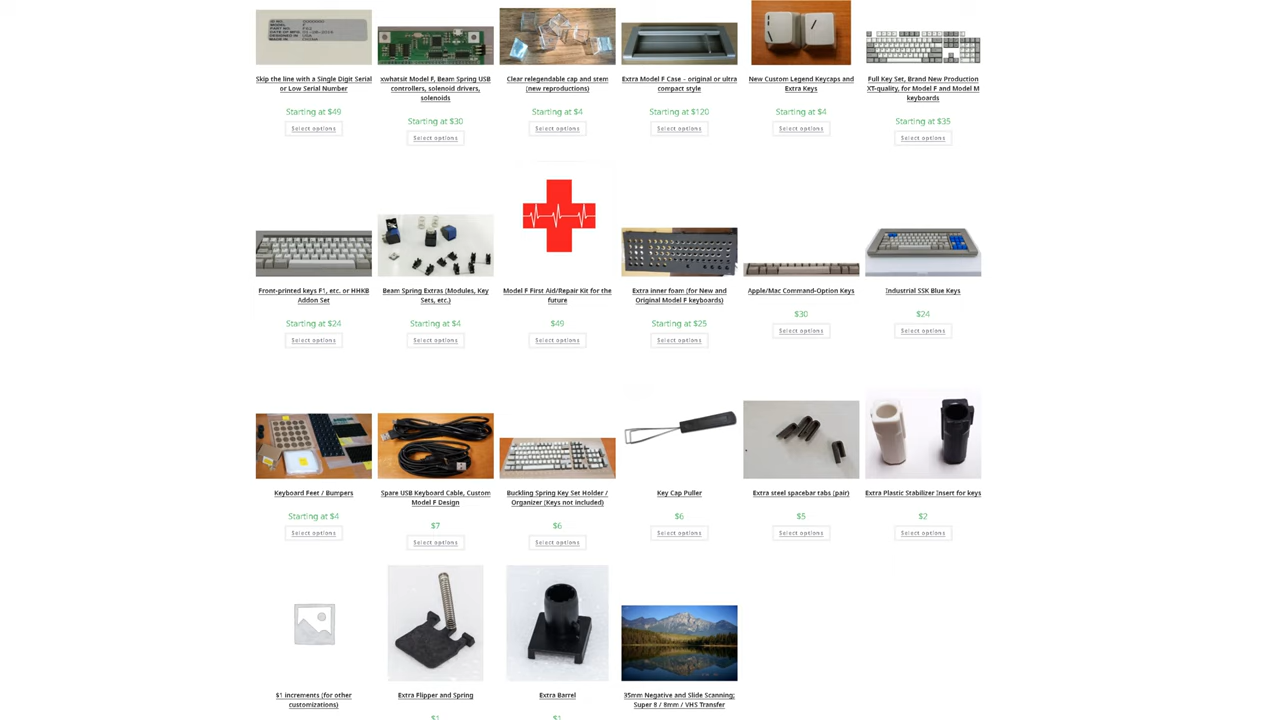 Skip the line with a Single Digit Serial
or Low Serial Number
Starting at $49
Select options
xwhatsit Model F, Beam Spring USB
controllers, solenoid drivers,
solenoids
Starting at $30
Select options
Clear relegendable cap and stem
(new reproductions)
Starting at $4
Select options
Extra Model F Case – original or ultra
compact style
Starting at $120
Select options
New Custom Legend Keycaps and
Extra Keys
Starting at $4
Select options
Full Key Set, Brand New Production
XT-quality, for Model F and Model M
keyboards
Starting at $35
Select options
Front-printed keys F1, etc. or HHKB
Addon Set
Starting at $24
Select options
Beam Spring Extras (Modules, Key
Sets, etc.)
Starting at $4
Select options
Model F First Aid/Repair Kit for the
future
$49
Select options
Extra inner foam (for New and
Original Model F keyboards)
Starting at $25
Select options
Apple/Mac Command-Option Keys
$30
Select options
Industrial SSK Blue Keys
$24
Select options
Keyboard Feet / Bumpers
Starting at $4
Select options
Spare USB Keyboard Cable, Custom
Model F Design
$7
Select options
Buckling Spring Key Set Holder /
Organizer (Keys not included)
$6
Select options
Key Cap Puller
$6
Select options
Extra steel spacebar tabs (pair)
$5
Select options
Extra Plastic Stabilizer Insert for keys
$2
Select options
$1 increments (for other
customizations)
Extra Flipper and Spring
$1
Extra Barrel
$1
35mm Negative and Slide Scanning;
Super 8 / 8mm / VHS Transfer